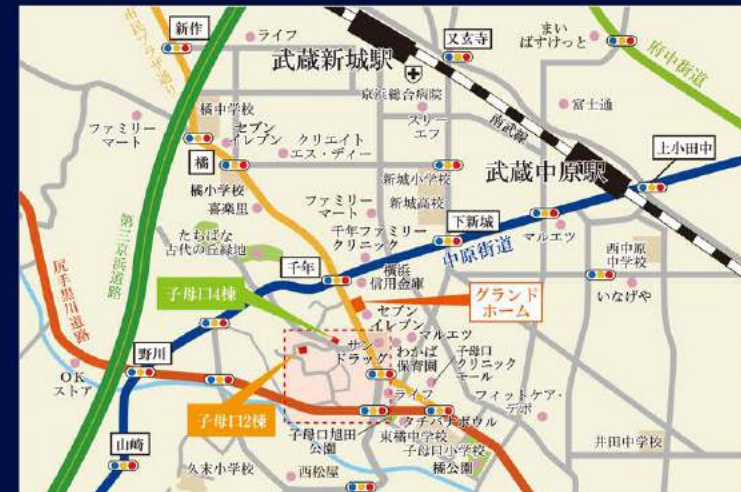 新作
ライフ
市民プラザ通り
武蔵新城駅
又玄寺
まい
ばすけっと
府中街道
京浜総合病院
橘中学校
ファミリー
マート
セブン
イレブン
クリエイト
エス・ディー
スリー
エフ
南武線
富士通
上小田中
橘
武蔵中原駅
新城小学校
橘小学校
喜楽里
ファミリー
マート
新城高校
第三京浜道路
たちばな
古代の丘緑地
千年ファミリー
クリニック
下新城
マルエツ
中原街道
西中原
中学校
千年
横浜
信用金庫
いなげや
尻手黒川道路
子母口4棟
グランド
ホーム
セブン
イレブン
マルエツ
サン
ドラッグ
わかば
保育園
子母口
クリニック
モール
野川
OK
ストア
ライフ
フィットケア・
デポ
子母口2棟
タチバナボウル
子母口旭田
公園
東橘中学校
子母口小学校
橘公園
井田中学校
山崎
久末小学校
西松屋